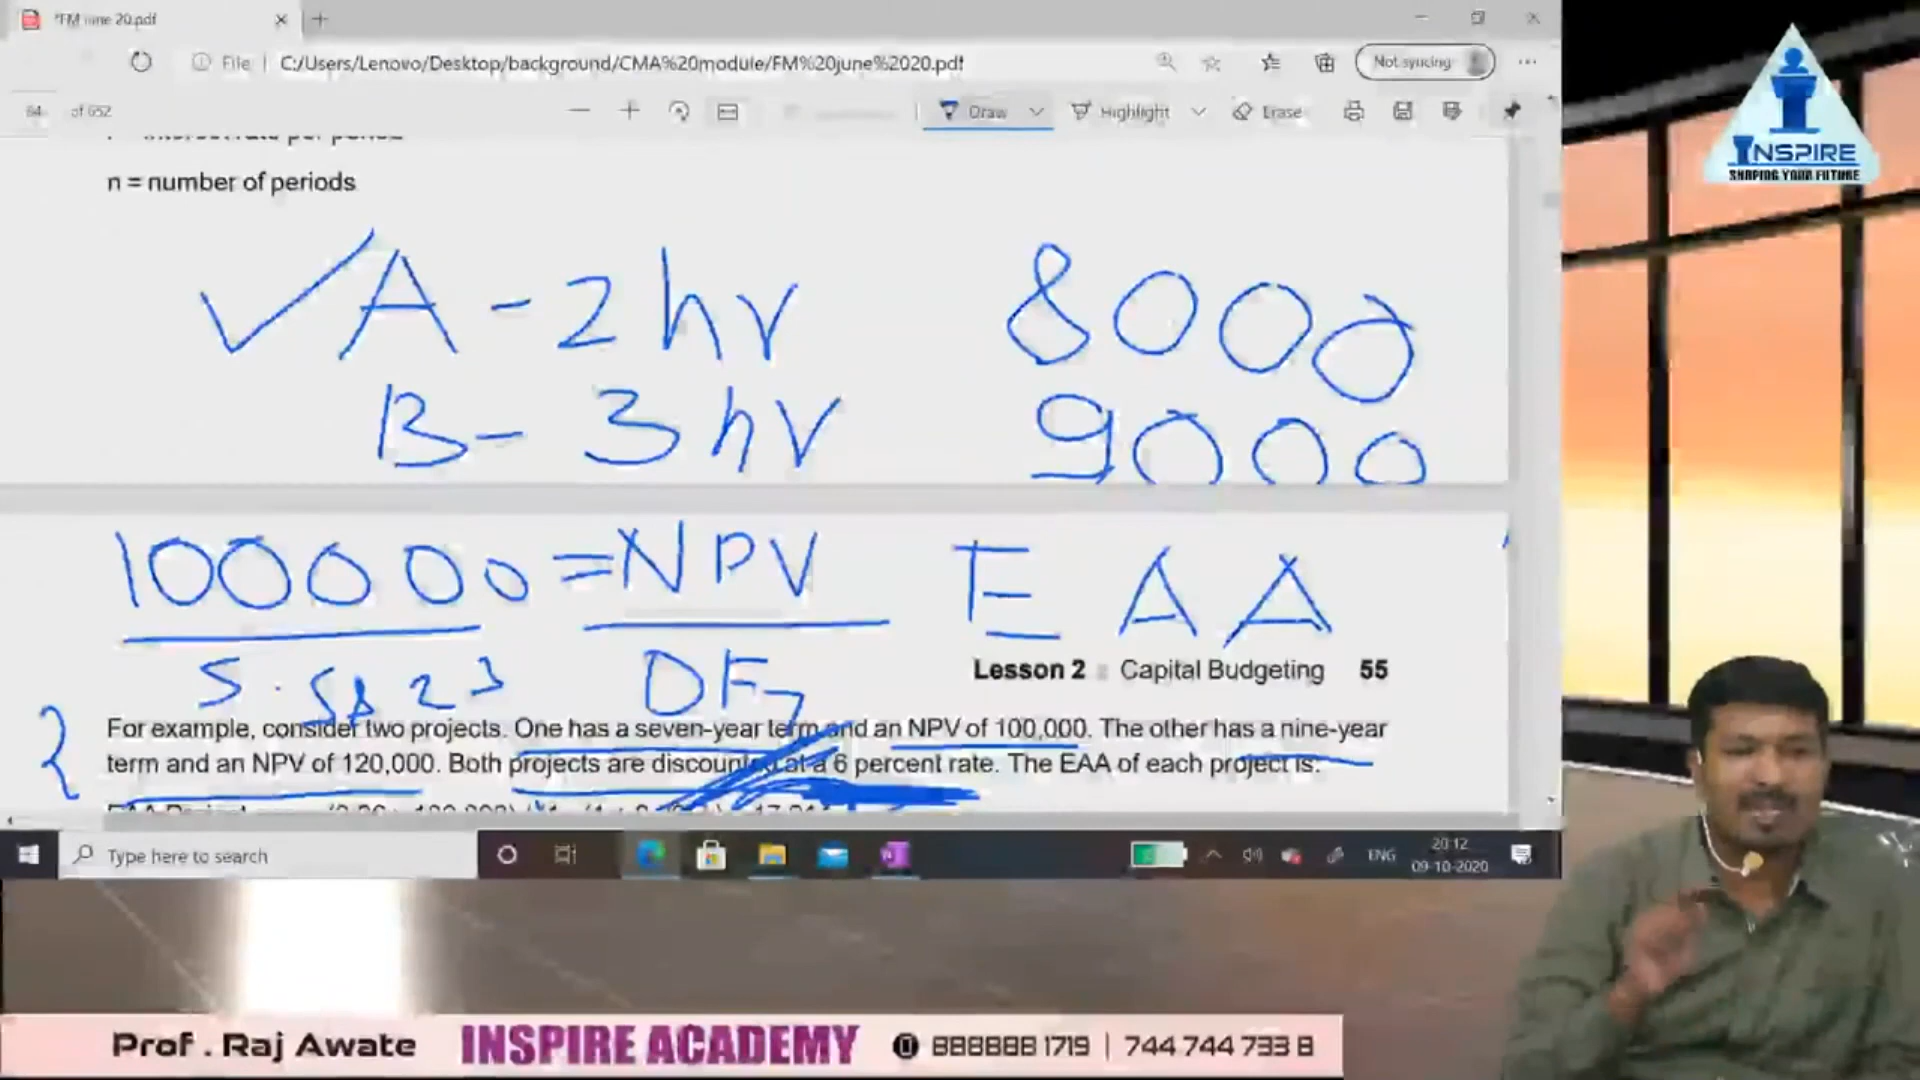 *FM june 20.pdf
File | C:/Users/Lenovo/Desktop/background/CMA%20module/FM%20june%2020.pdf
Not syncing
64 of 652
Draw
Highlight
Erase
INSPIRE
SHAPING YOUR FUTURE
n = number of periods
A - 2 hr 8000
B - 3 hr 9000
100000 = NPV E A A
5.5823 DF7
Lesson 2 Capital Budgeting 55
For example, consider two projects. One has a seven-year term and an NPV of 100,000. The other has a nine-year
term and an NPV of 120,000. Both projects are discounted at a 6 percent rate. The EAA of each project is:
Type here to search
ENG
20:12
09-10-2020
Prof. Raj Awate INSPIRE ACADEMY 888888 1719 | 744 744 733 8